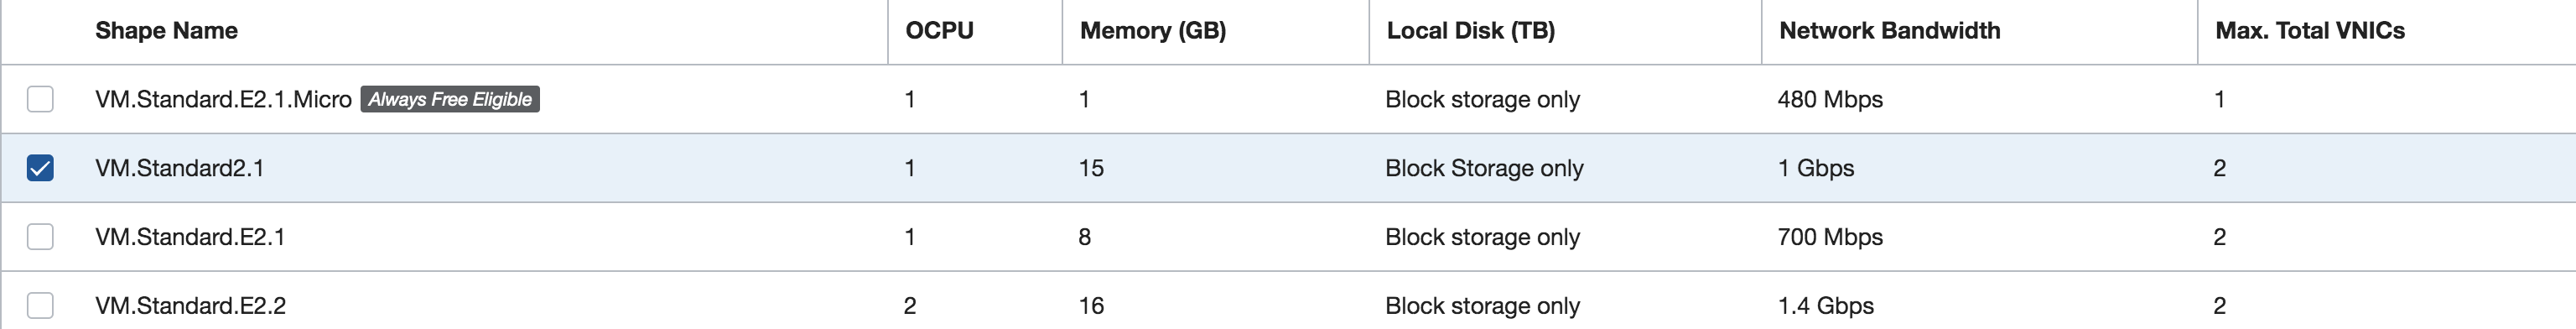 Shape Name OCPU Memory (GB) Local Disk (TB) Network Bandwidth Max. Total VNICs
VM.Standard.E2.1.Micro Always Free Eligible 1 1 Block storage only 480 Mbps 1
VM.Standard2.1 1 15 Block Storage only 1 Gbps 2
VM.Standard.E2.1 1 8 Block storage only 700 Mbps 2
VM.Standard.E2.2 2 16 Block storage only 1.4 Gbps 2